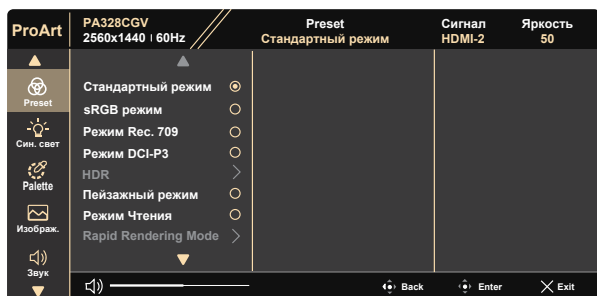 ProArt
PA328CGV
2560x1440 | 60Hz
Preset
Стандартный режим
Сигнал
HDMI-2
Яркость
50
Preset
Син. свет
Palette
Изображ.
Звук
Стандартный режим
sRGB режим
Режим Rec. 709
Режим DCI-P3
HDR
Пейзажный режим
Режим Чтения
Rapid Rendering Mode
Back
Enter
Exit